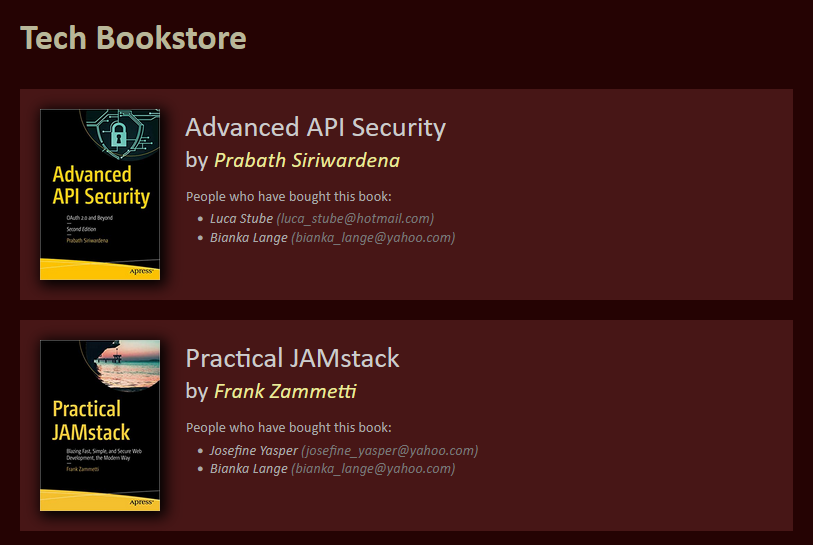 Tech Bookstore
Advanced
API Security
OAuth 2.0 and Beyond
Second Edition
Prabath Siriwardena
Apress
Advanced API Security
by Prabath Siriwardena
People who have bought this book:
• Luca Stube (luca_stube@hotmail.com)
• Bianka Lange (bianka_lange@yahoo.com)
Practical
JAMstack
Blazing Fast, Simple, and Secure Web
Development, the Modern Way
Frank Zammetti
Apress
Practical JAMstack
by Frank Zammetti
People who have bought this book:
• Josefine Yasper (josefine_yasper@yahoo.com)
• Bianka Lange (bianka_lange@yahoo.com)